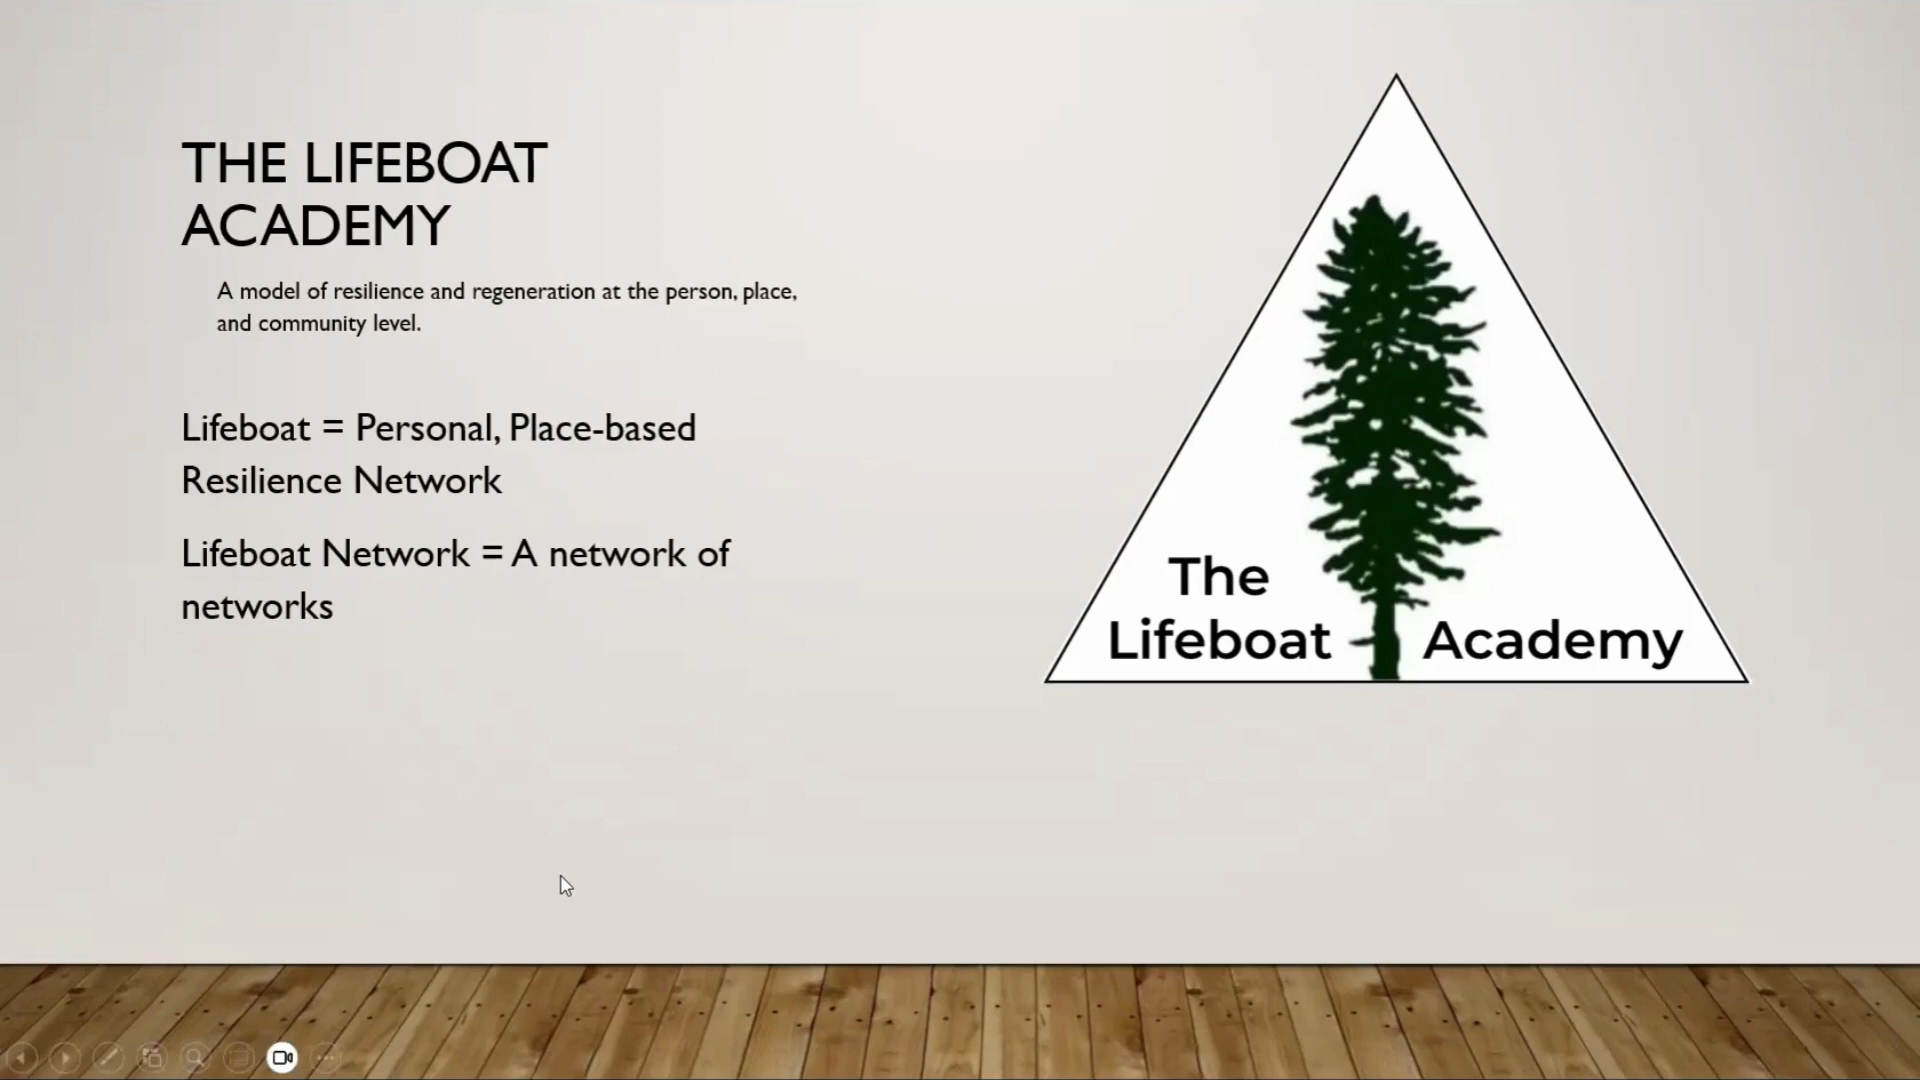 THE LIFEBOAT
ACADEMY
A model of resilience and regeneration at the person, place,
and community level.
Lifeboat = Personal, Place-based
Resilience Network
Lifeboat Network = A network of
networks
The
Lifeboat Academy